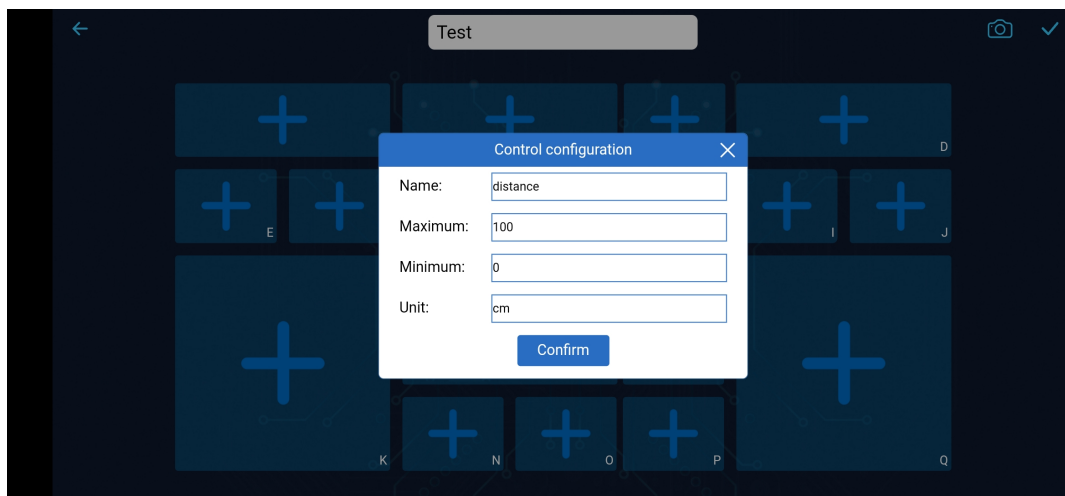 Test
D
Control configuration
Name: distance
Maximum: 100
Minimum: 0
Unit: cm
Confirm
E
I
J
K
N
O
P
Q